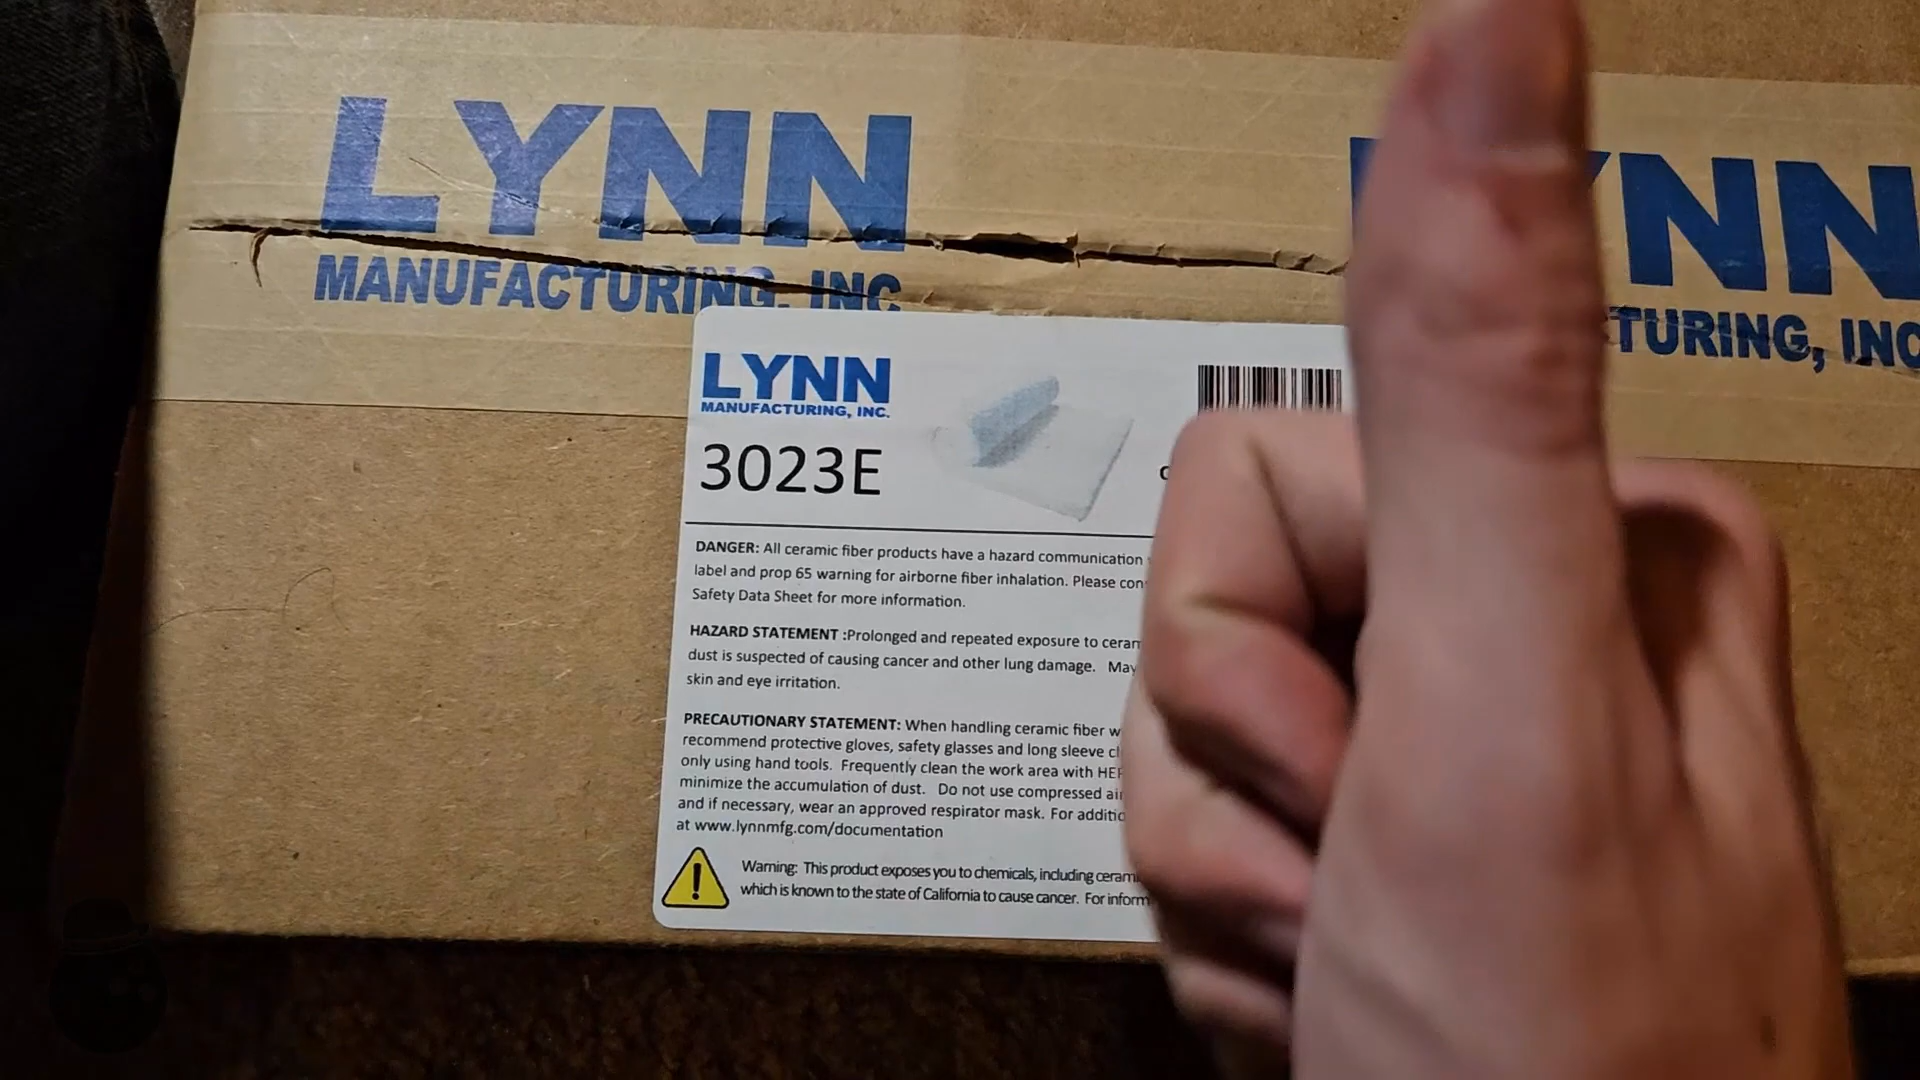 LYNN
MANUFACTURING, INC
YNN
TURING, INC
LYNN
MANUFACTURING, INC.
3023E
DANGER: All ceramic fiber products have a hazard communication
label and prop 65 warning for airborne fiber inhalation. Please
Safety Data Sheet for more information.
HAZARD STATEMENT :Prolonged and repeated exposure to
dust is suspected of causing cancer and other lung damage. May
skin and eye irritation.
PRECAUTIONARY STATEMENT: When handling ceramic fiber
recommend protective gloves, safety glasses and long sleeve
only using hand tools. Frequently clean the work area with
minimize the accumulation of dust. Do not use compressed
and if necessary, wear an approved respirator mask. For
at www.lynnmfg.com/documentation
Warning: This product exposes you to chemicals, including
which is known to the state of California to cause cancer. For